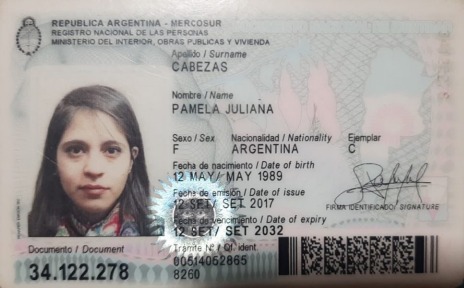 REPUBLICA ARGENTINA - MERCOSUR
REGISTRO NACIONAL DE LAS PERSONAS
MINISTERIO DEL INTERIOR, OBRAS PUBLICAS Y VIVIENDA
Apellido / Surname
CABEZAS
Nombre / Name
PAMELA JULIANA
Sexo / Sex Nacionalidad / Nationality Ejemplar
F ARGENTINA C
Fecha de nacimiento / Date of birth
12 MAY/ MAY 1989
Fecha de emisión / Date of issue
12 SET/ SET 2017
Fecha de vencimiento / Date of expiry
12 SET/ SET 2032
FIRMA IDENTIFICADO / SIGNATURE
Documento / Document
34.122.278
Trámite Nº / Of. ident.
00514052865
8260